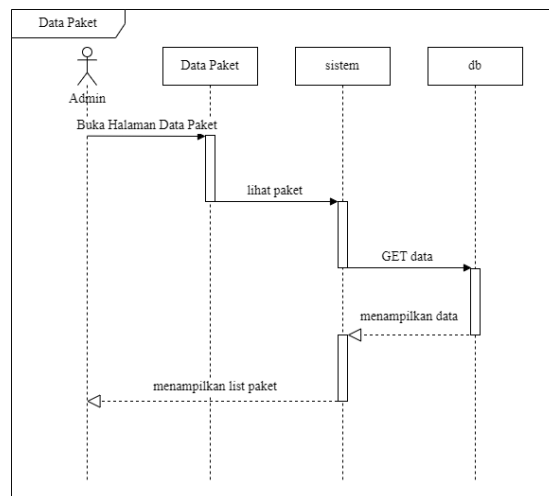 Data Paket
Data Paket
sistem
db
Admin
Buka Halaman Data Paket
lihat paket
GET data
menampilkan data
menampilkan list paket